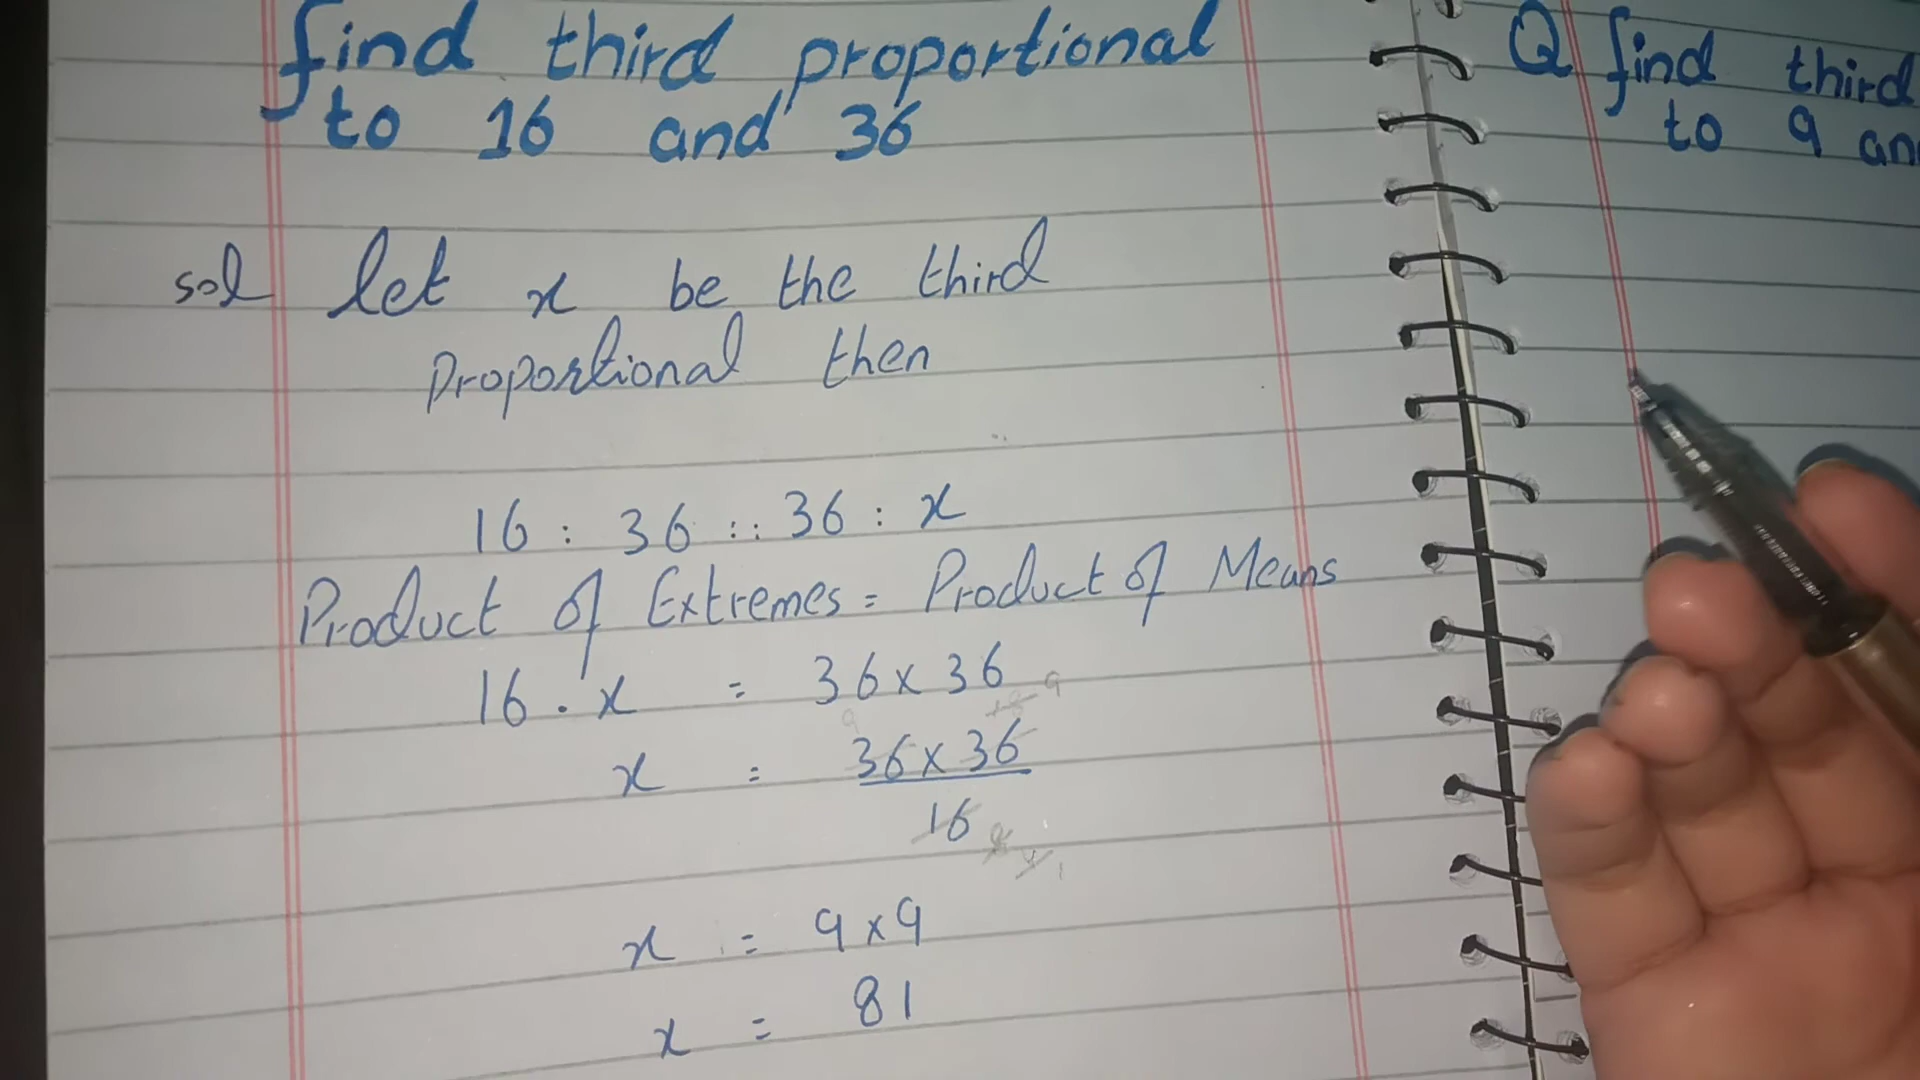 find third proportional
to 16 and 36
sol let x be the third
proportional then
16 : 36 :: 36 : x
Product of Extremes = Product of Means
16 . x = 36 x 36
x = 36 x 36
16
x = 9 x 9
x = 81
Q find third
to 9